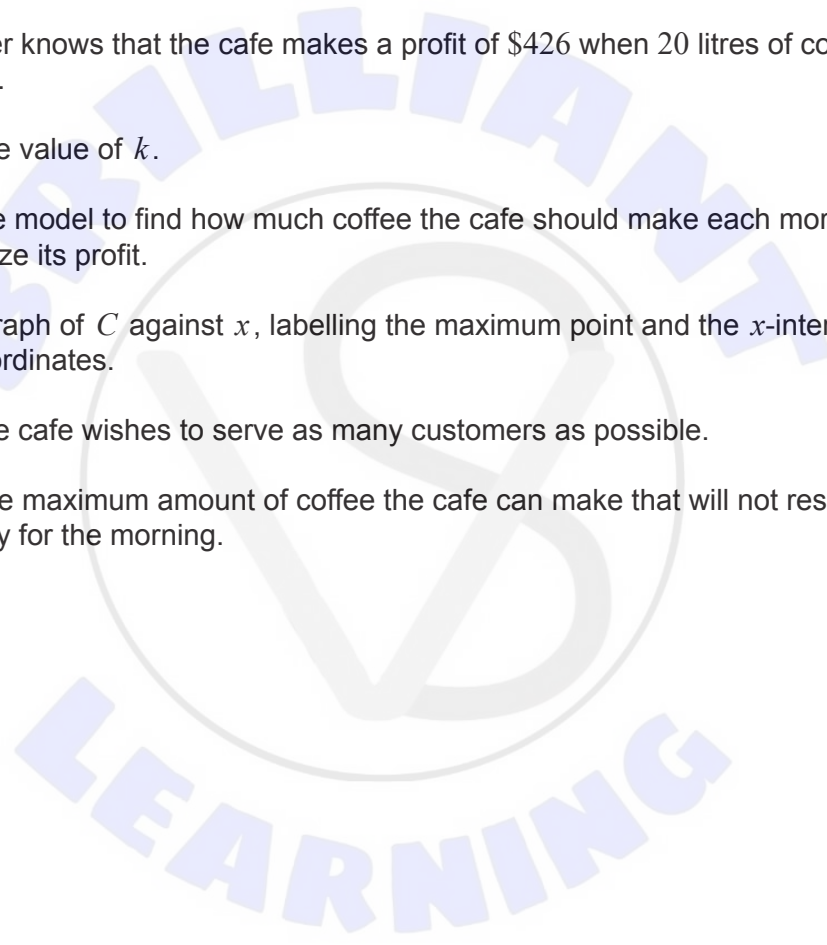 er knows that the cafe makes a profit of $426 when 20 litres of co
.
e value of k.
e model to find how much coffee the cafe should make each mor
ze its profit.
raph of C against x, labelling the maximum point and the x-inter
ordinates.
e cafe wishes to serve as many customers as possible.
e maximum amount of coffee the cafe can make that will not res
y for the morning.
BRILLIANT
VS
LEARNING